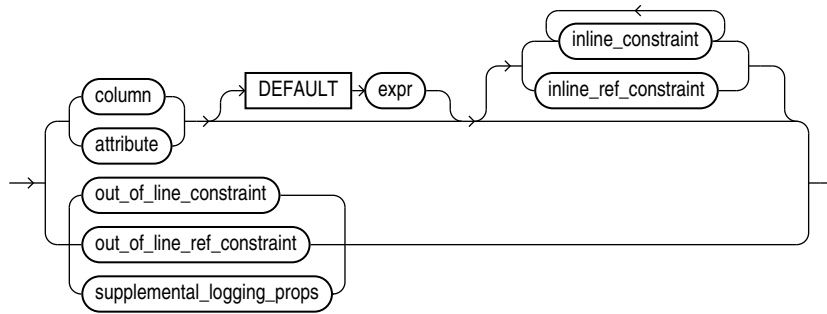 inline_constraint
column
DEFAULT
expr
inline_ref_constraint
attribute
out_of_line_constraint
out_of_line_ref_constraint
supplemental_logging_props